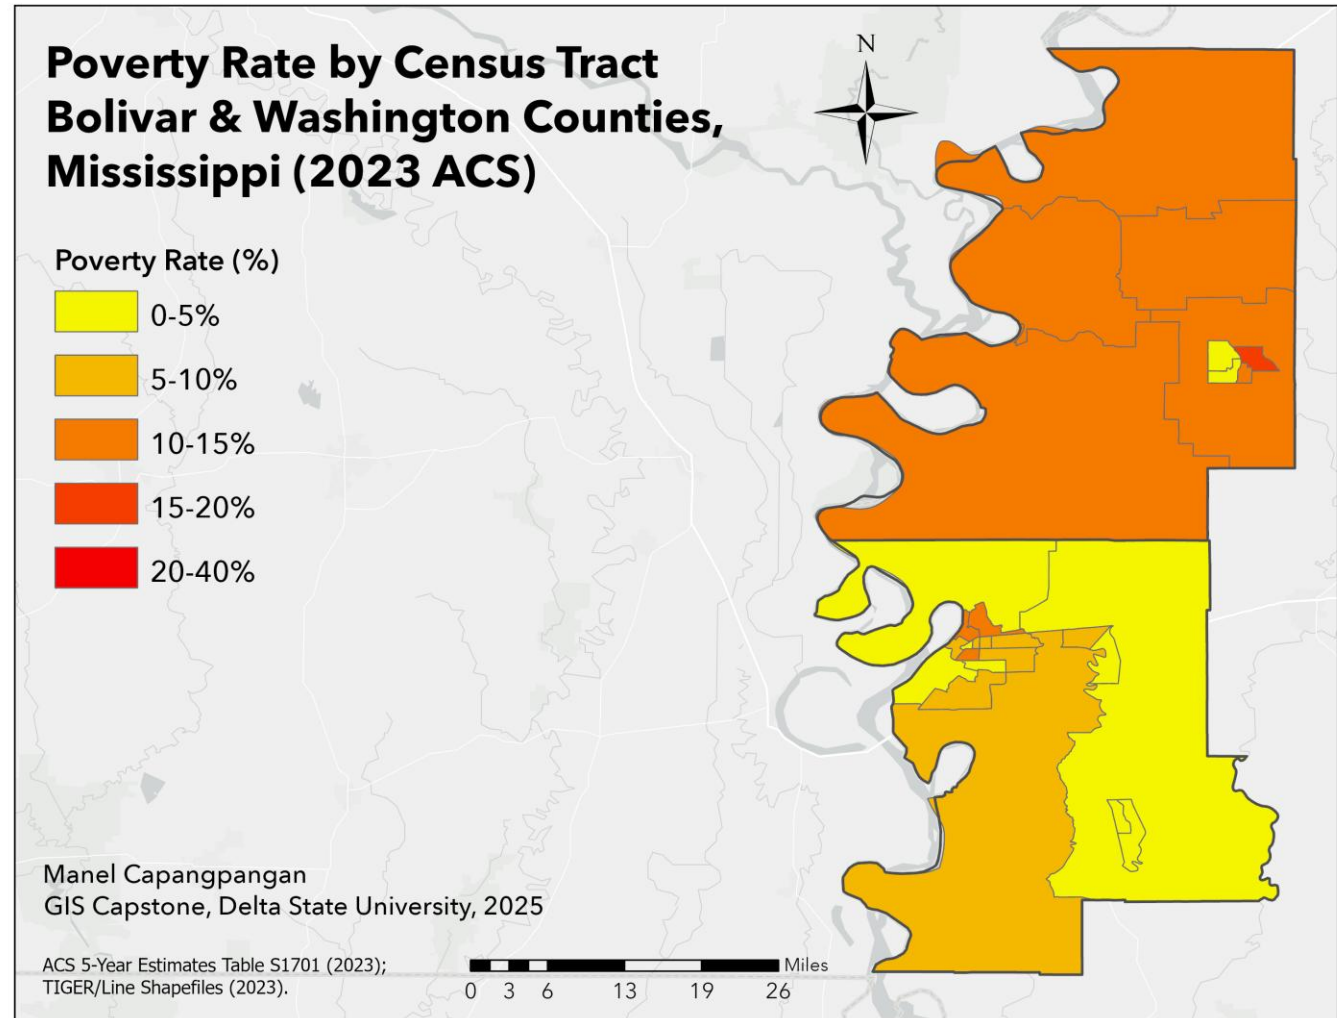 Poverty Rate by Census Tract
Bolivar & Washington Counties,
Mississippi (2023 ACS)
N
Poverty Rate (%)
0-5%
5-10%
10-15%
15-20%
20-40%
Manel Capangpangan
GIS Capstone, Delta State University, 2025
ACS 5-Year Estimates Table S1701 (2023);
TIGER/Line Shapefiles (2023).
Miles
0 3 6 13 19 26